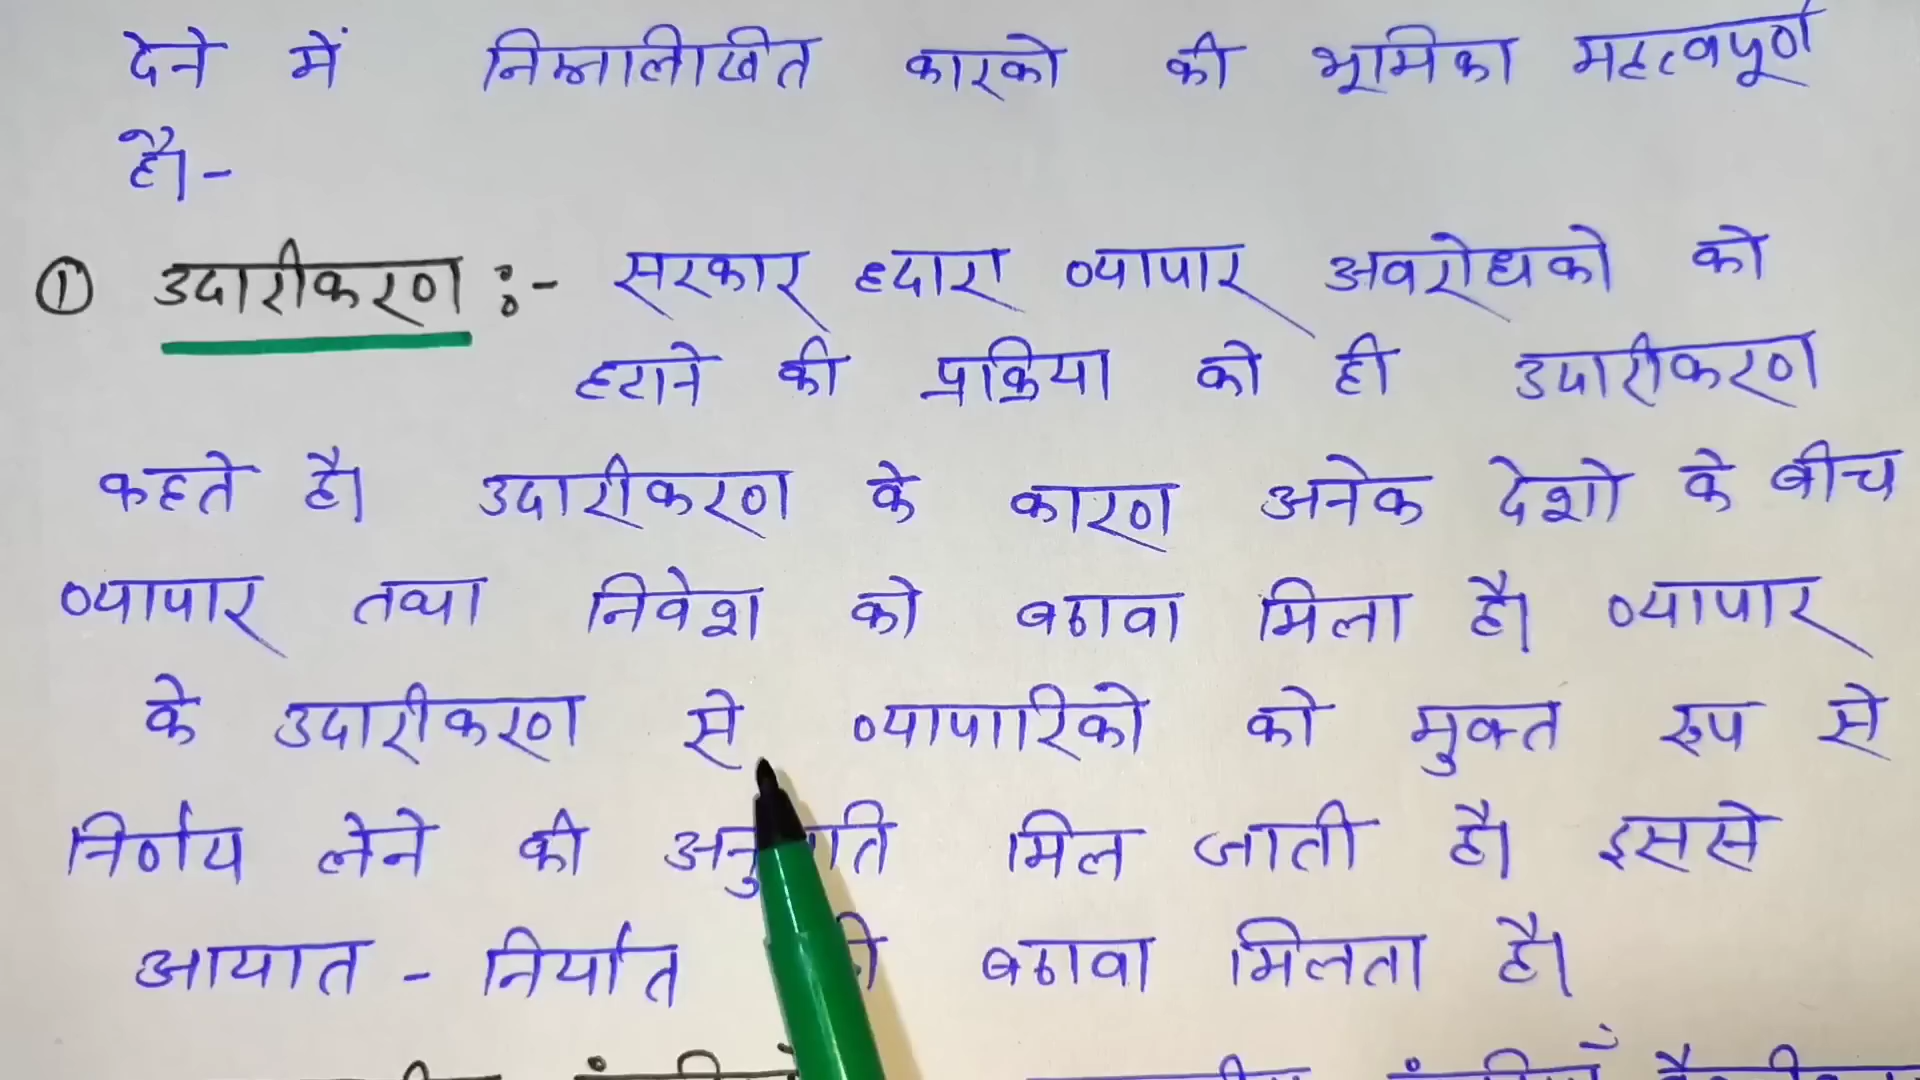 देने में निम्नलिखित कारको की भूमिका महत्वपूर्ण
है।-
① उदारीकरण :- सरकार द्वारा व्यापार अवरोधको को
हटाने की प्रक्रिया को ही उदारीकरण
कहते है। उदारीकरण के कारण अनेक देशो के बीच
व्यापार तथा निवेश को बढावा मिला है। व्यापार
के उदारीकरण से व्यापारिको को मुक्त रूप से
निर्णय लेने की मिल जाती है। इससे
आयात - निर्यात बढावा मिलता है।